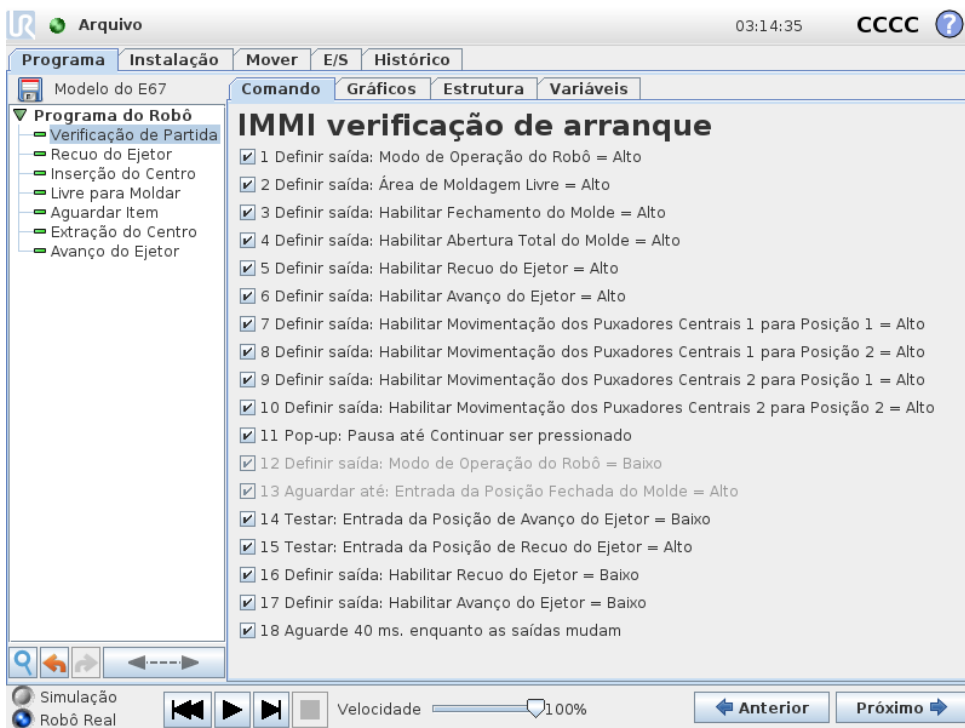 UR Arquivo 03:14:35 CCCC ?
Programa Instalação Mover E/S Histórico
Modelo do E67 Comando Gráficos Estrutura Variáveis
Programa do Robô
Verificação de Partida
Recuo do Ejetor
Inserção do Centro
Livre para Moldar
Aguardar Item
Extração do Centro
Avanço do Ejetor
IMMI verificação de arranque
1 Definir saída: Modo de Operação do Robô = Alto
2 Definir saída: Área de Moldagem Livre = Alto
3 Definir saída: Habilitar Fechamento do Molde = Alto
4 Definir saída: Habilitar Abertura Total do Molde = Alto
5 Definir saída: Habilitar Recuo do Ejetor = Alto
6 Definir saída: Habilitar Avanço do Ejetor = Alto
7 Definir saída: Habilitar Movimentação dos Puxadores Centrais 1 para Posição 1 = Alto
8 Definir saída: Habilitar Movimentação dos Puxadores Centrais 1 para Posição 2 = Alto
9 Definir saída: Habilitar Movimentação dos Puxadores Centrais 2 para Posição 1 = Alto
10 Definir saída: Habilitar Movimentação dos Puxadores Centrais 2 para Posição 2 = Alto
11 Pop-up: Pausa até Continuar ser pressionado
12 Definir saída: Modo de Operação do Robô = Baixo
13 Aguardar até: Entrada da Posição Fechada do Molde = Alto
14 Testar: Entrada da Posição de Avanço do Ejetor = Baixo
15 Testar: Entrada da Posição de Recuo do Ejetor = Alto
16 Definir saída: Habilitar Recuo do Ejetor = Baixo
17 Definir saída: Habilitar Avanço do Ejetor = Baixo
18 Aguarde 40 ms. enquanto as saídas mudam
Simulação
Robô Real
Velocidade 100% Anterior Próximo